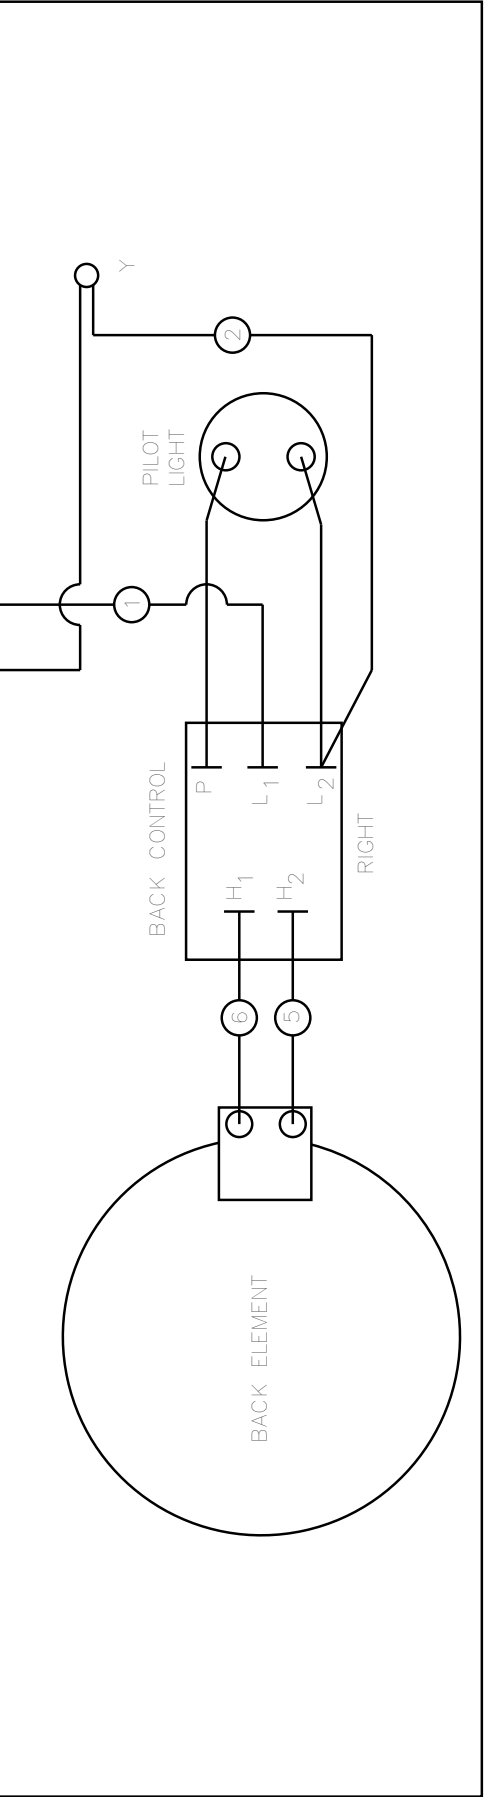 Y
2
PILOT
LIGHT
1
P
L1
L2
BACK CONTROL
RIGHT
H1
H2
6
5
BACK ELEMENT